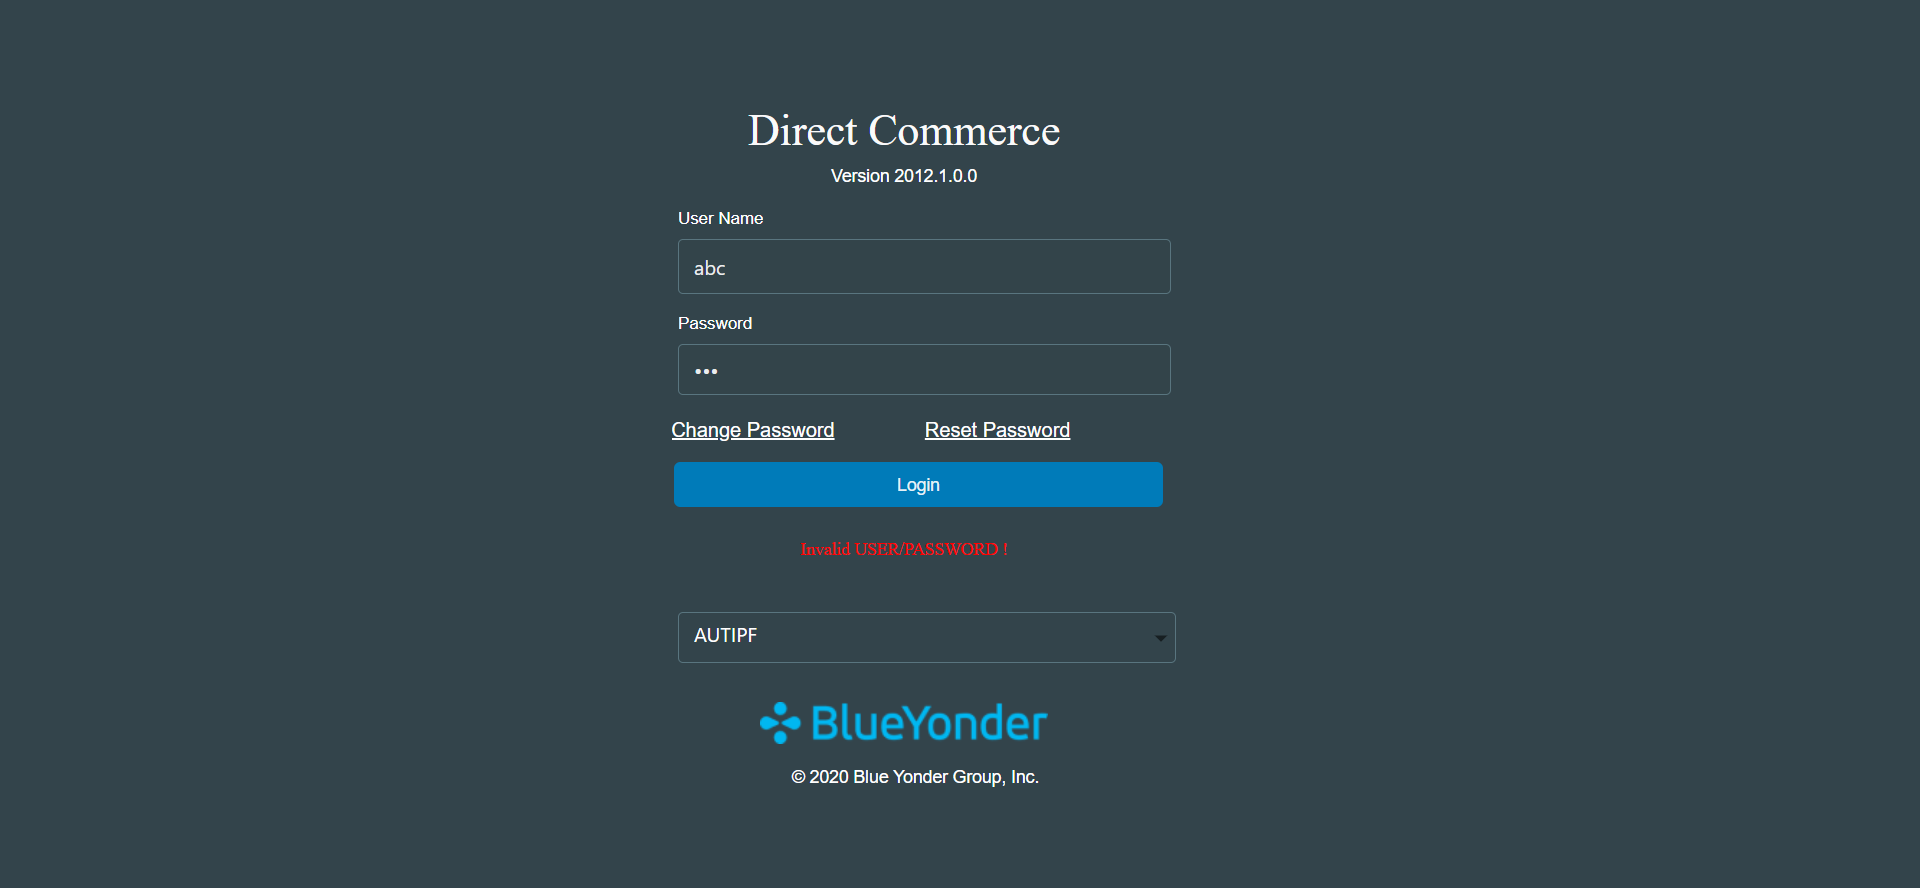 Direct Commerce
Version 2012.1.0.0
User Name
abc
Password
•••
Change Password Reset Password
Login
Invalid USER/PASSWORD !
AUTIPF
BlueYonder
© 2020 Blue Yonder Group, Inc.